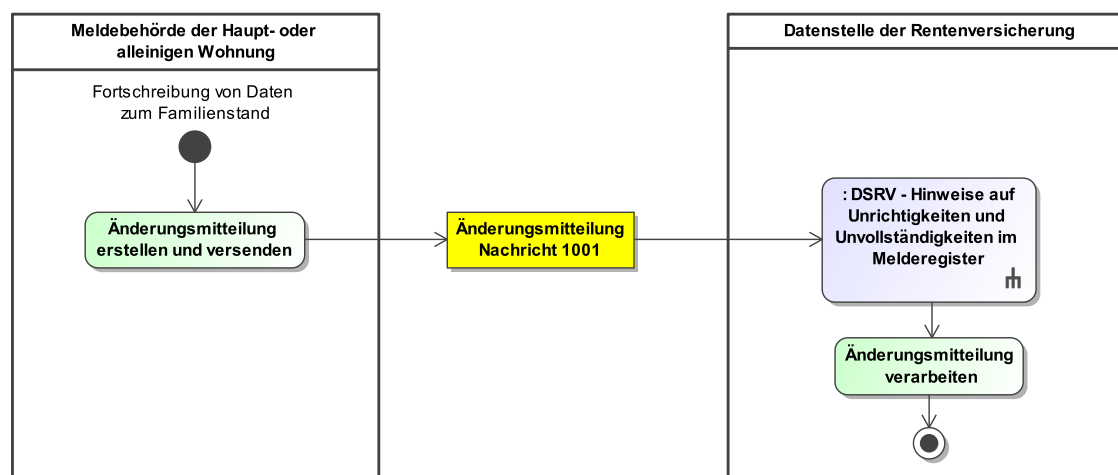 Meldebehörde der Haupt- oder
alleinigen Wohnung
Fortschreibung von Daten
zum Familienstand
Änderungsmitteilung
erstellen und versenden
Änderungsmitteilung
Nachricht 1001
Datenstelle der Rentenversicherung
: DSRV - Hinweise auf
Unrichtigkeiten und
Unvollständigkeiten im
Melderegister
Änderungsmitteilung
verarbeiten